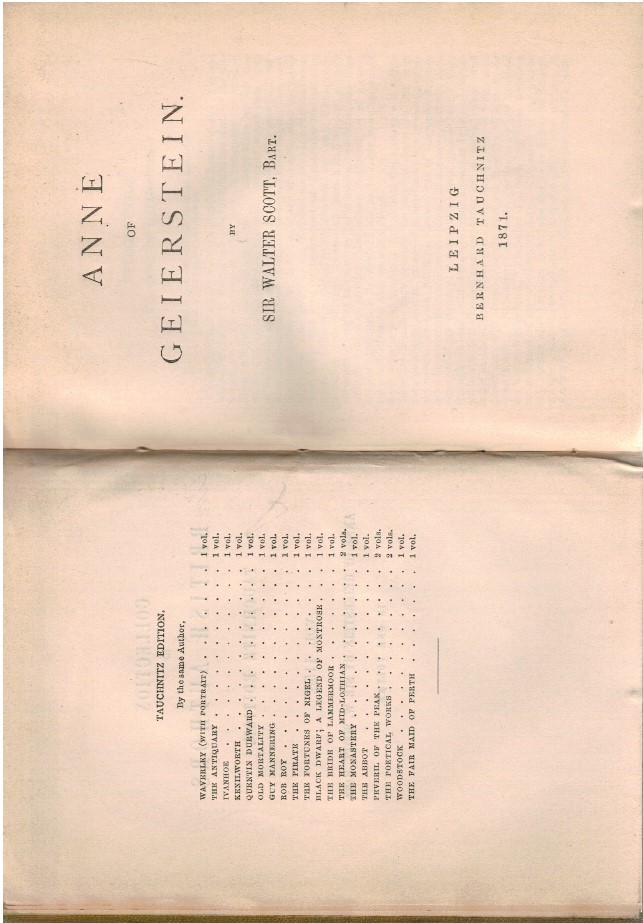 TAUCHNITZ EDITION.
By the same Author,
WAVERLEY (WITH PORTRAIT) . . . . . . 1 vol.
THE ANTIQUARY . . . . . . . . . 1 vol.
IVANHOE . . . . . . . . . . . 1 vol.
KENILWORTH . . . . . . . . . . 1 vol.
QUENTIN DURWARD . . . . . . . . 1 vol.
OLD MORTALITY . . . . . . . . . 1 vol.
GUY MANNERING . . . . . . . . . 1 vol.
ROB ROY . . . . . . . . . . . 1 vol.
THE PIRATE . . . . . . . . . . 1 vol.
THE FORTUNES OF NIGEL . . . . . . . 1 vol.
BLACK DWARF; A LEGEND OF MONTROSE . . . 1 vol.
THE BRIDE OF LAMMERMOOR . . . . . . 1 vol.
THE HEART OF MID-LOTHIAN . . . . . . 2 vols.
THE MONASTERY . . . . . . . . . 1 vol.
THE ABBOT . . . . . . . . . . 1 vol.
PEVERIL OF THE PEAK . . . . . . . . 2 vols.
THE POETICAL WORKS . . . . . . . . 2 vols.
WOODSTOCK . . . . . . . . . . 1 vol.
THE FAIR MAID OF PERTH . . . . . . . 1 vol.
ANNE
OF
GEIERSTEIN.
BY
SIR WALTER SCOTT, BART.
LEIPZIG
BERNHARD TAUCHNITZ
1871.